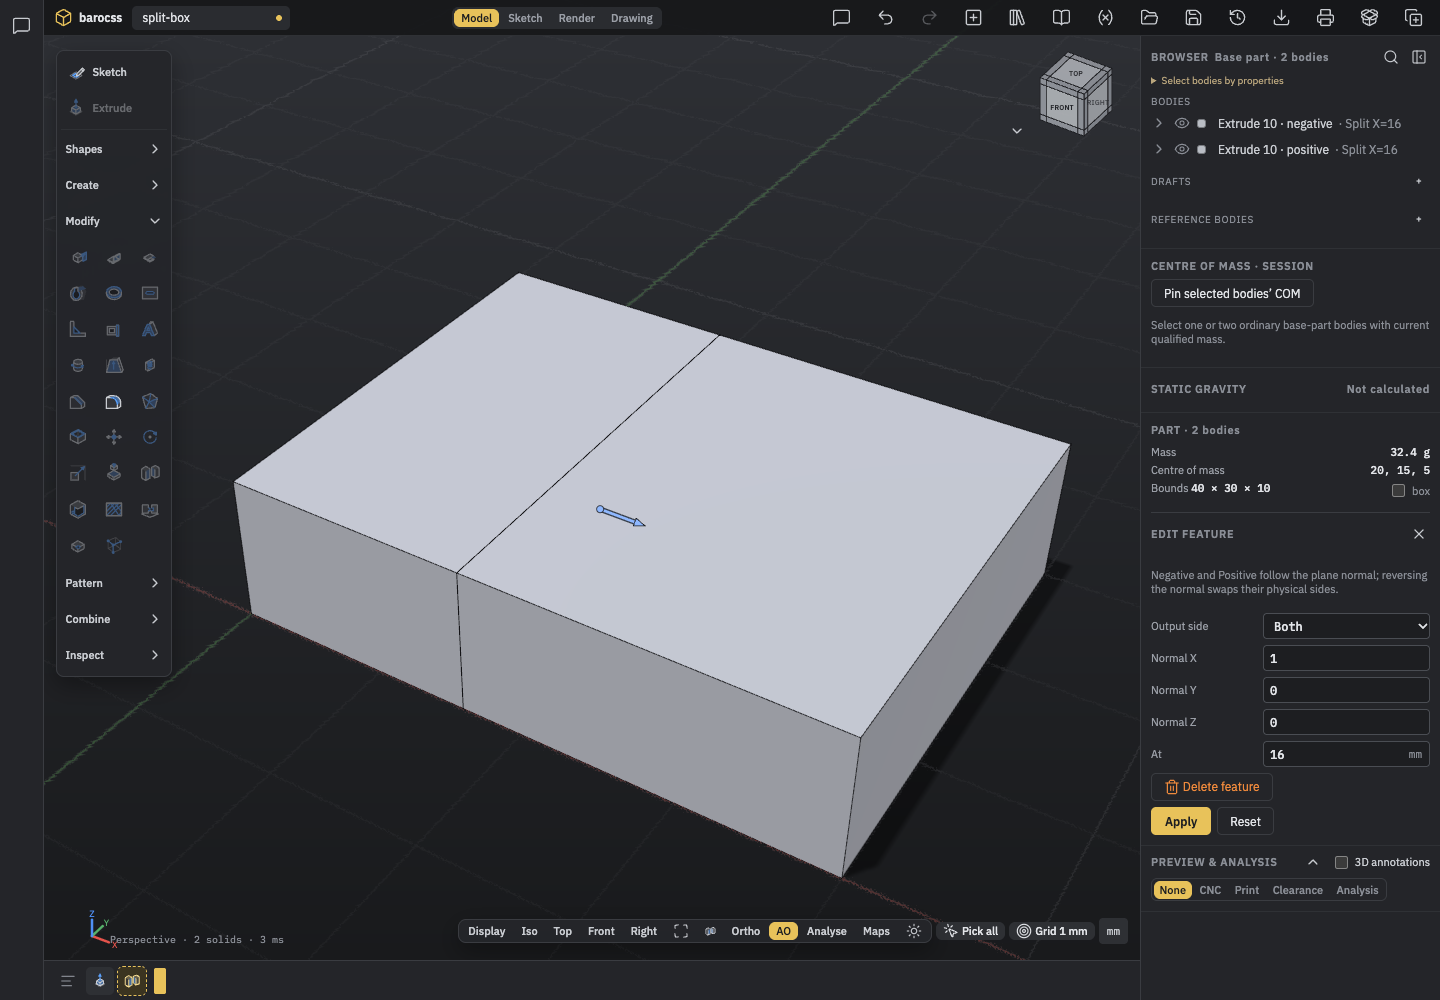 barocss
split-box
Model
Sketch
Render
Drawing
Sketch
Extrude
Shapes
Create
Modify
Pattern
Combine
Inspect
TOP
FRONT
RIGHT
Z
Y
X
Perspective · 2 solids · 3 ms
Display
Iso
Top
Front
Right
Ortho
AO
Analyse
Maps
Pick all
Grid 1 mm
mm
BROWSER Base part · 2 bodies
Select bodies by properties
BODIES
Extrude 10 · negative · Split X=16
Extrude 10 · positive · Split X=16
DRAFTS +
REFERENCE BODIES +
CENTRE OF MASS · SESSION
Pin selected bodies’ COM
Select one or two ordinary base-part bodies with current
qualified mass.
STATIC GRAVITY Not calculated
PART · 2 bodies
Mass 32.4 g
Centre of mass 20, 15, 5
Bounds 40 × 30 × 10 box
EDIT FEATURE
Negative and Positive follow the plane normal; reversing
the normal swaps their physical sides.
Output side Both
Normal X 1
Normal Y 0
Normal Z 0
At 16 mm
Delete feature
Apply Reset
PREVIEW & ANALYSIS 3D annotations
None CNC Print Clearance Analysis